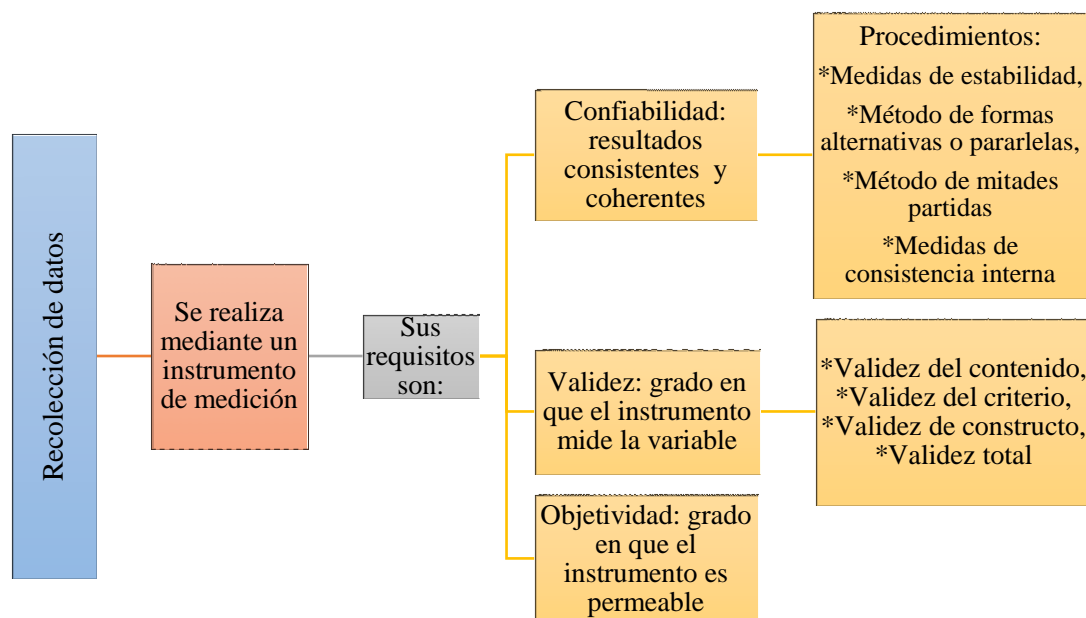 Recolección de datos
Se realiza
mediante un
instrumento
de medición
Sus
requisitos
son:
Confiabilidad:
resultados
consistentes y
coherentes
Procedimientos:
*Medidas de estabilidad,
*Método de formas
alternativas o pararlelas,
*Método de mitades
partidas
*Medidas de
consistencia interna
Validez: grado en
que el instrumento
mide la variable
*Validez del contenido,
*Validez del criterio,
*Validez de constructo,
*Validez total
Objetividad: grado
en que el
instrumento es
permeable